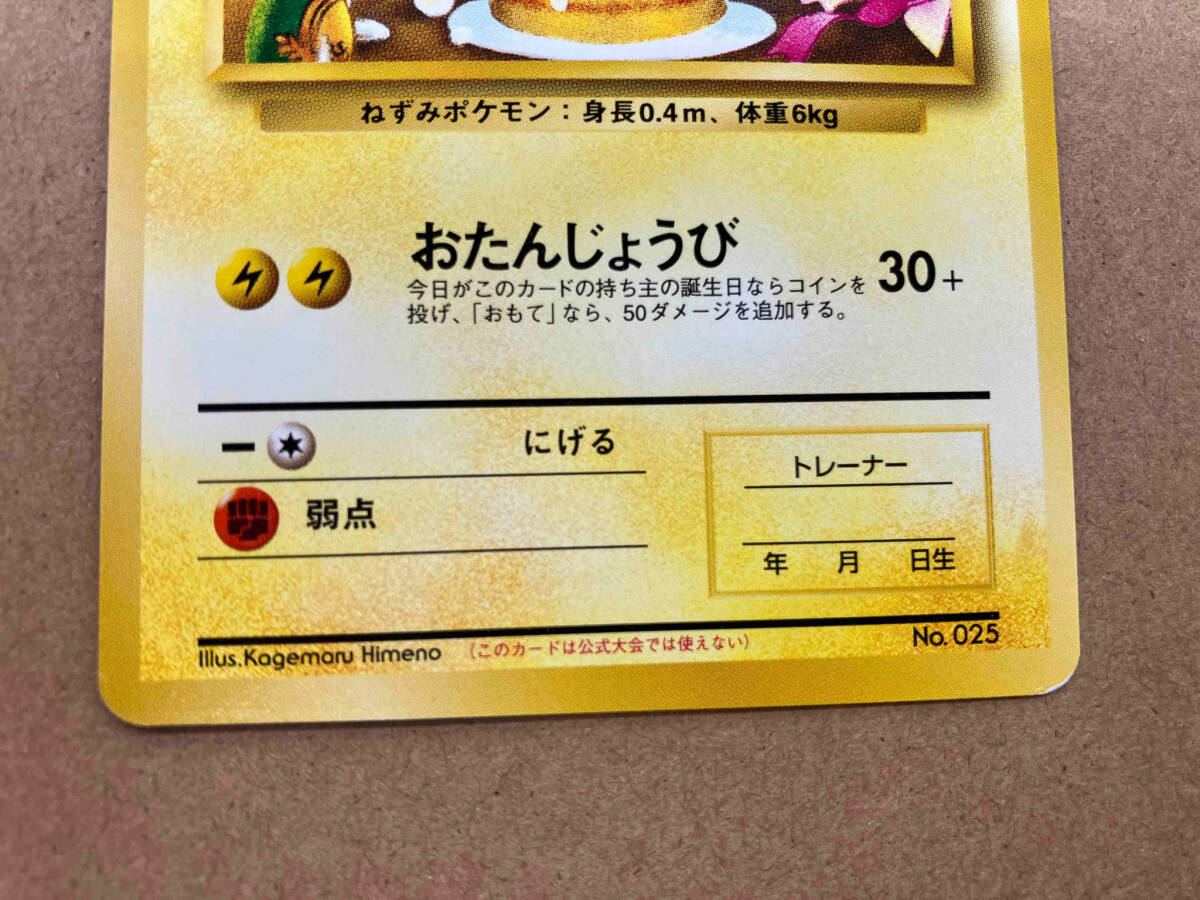 ねずみポケモン：身長0.4m、体重6kg
おたんじょうび
30+
今日がこのカードの持ち主の誕生日ならコインを
投げ、「おもて」なら、50ダメージを追加する。
ー
にげる
弱点
トレーナー
年 月 日生
Illus.Kagemaru Himeno
(このカードは公式大会では使えない)
No. 025